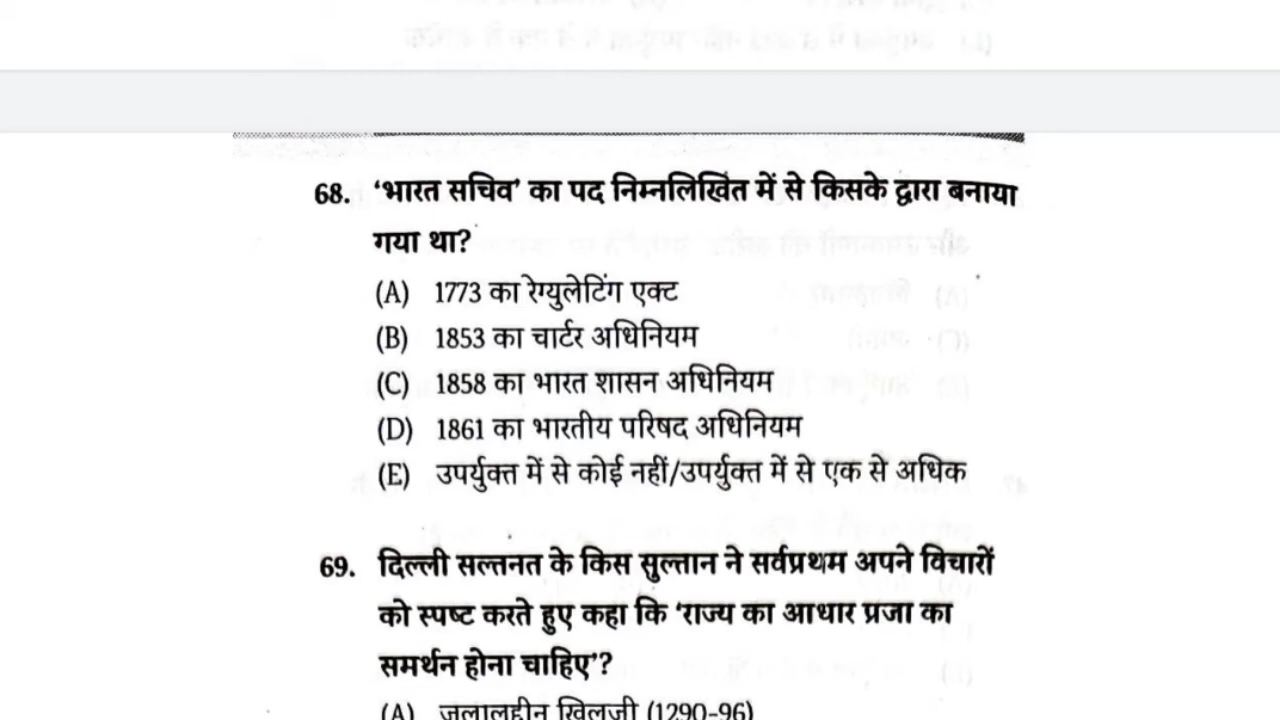 68. ‘भारत सचिव’ का पद निम्नलिखित में से किसके द्वारा बनाया
गया था?
(A) 1773 का रेग्युलेटिंग एक्ट
(B) 1853 का चार्टर अधिनियम
(C) 1858 का भारत शासन अधिनियम
(D) 1861 का भारतीय परिषद अधिनियम
(E) उपर्युक्त में से कोई नहीं/उपर्युक्त में से एक से अधिक
69. दिल्ली सल्तनत के किस सुल्तान ने सर्वप्रथम अपने विचारों
को स्पष्ट करते हुए कहा कि ‘राज्य का आधार प्रजा का
समर्थन होना चाहिए’?
(A) जलालुद्दीन खिलजी (1290-96)